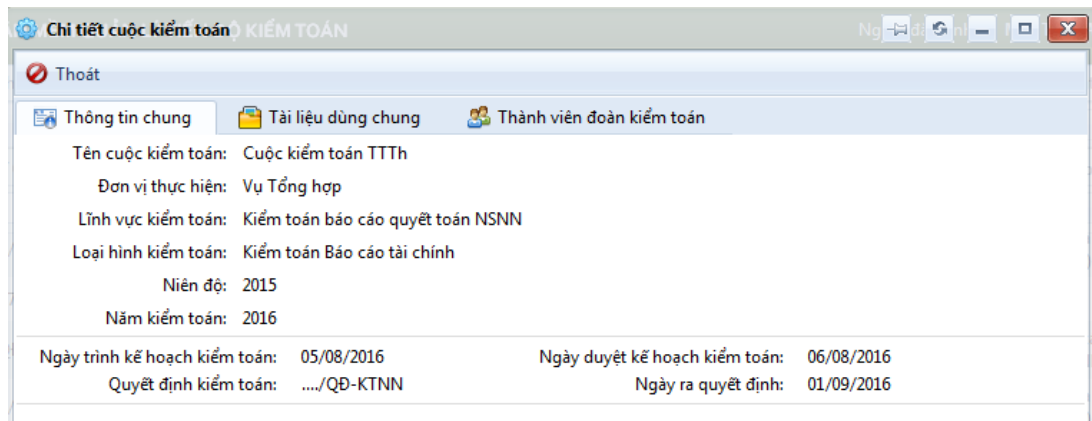 Chi tiết cuộc kiểm toán Ộ KIỂM TOÁN
Thoát
Thông tin chung Tài liệu dùng chung Thành viên đoàn kiểm toán
Tên cuộc kiểm toán: Cuộc kiểm toán TTTh
Đơn vị thực hiện: Vụ Tổng hợp
Lĩnh vực kiểm toán: Kiểm toán báo cáo quyết toán NSNN
Loại hình kiểm toán: Kiểm toán Báo cáo tài chính
Niên độ: 2015
Năm kiểm toán: 2016
Ngày trình kế hoạch kiểm toán: 05/08/2016 Ngày duyệt kế hoạch kiểm toán: 06/08/2016
Quyết định kiểm toán: ..../QĐ-KTNN Ngày ra quyết định: 01/09/2016